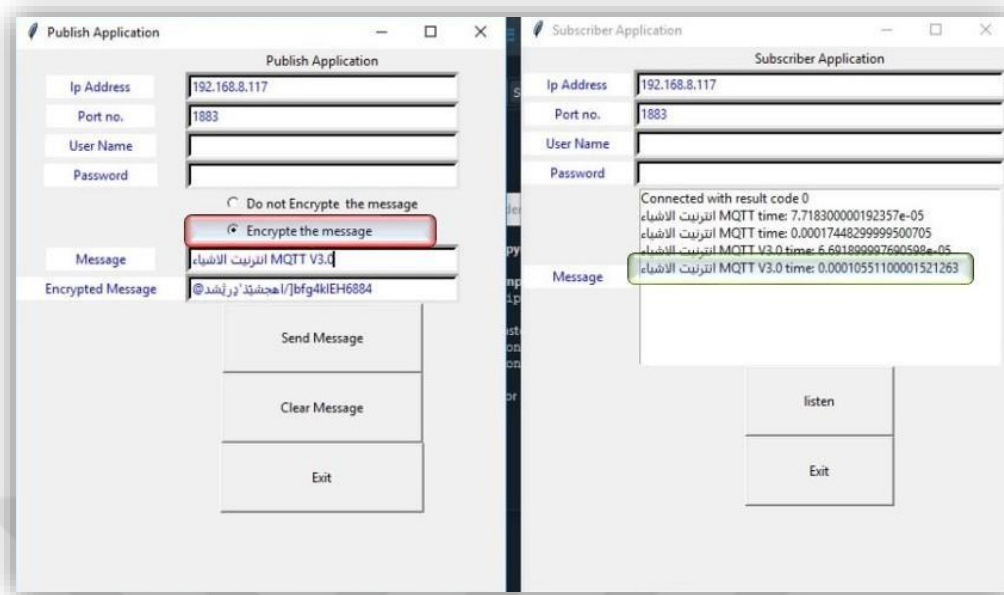 Publish Application
Publish Application
Ip Address 192.168.8.117
Port no. 1883
User Name
Password
Do not Encrypte the message
Encrypte the message
Message انترنيت الاشياء MQTT V3.0
Encrypted Message
Send Message
Clear Message
Exit
Subscriber Application
Subscriber Application
Ip Address 192.168.8.117
Port no. 1883
User Name
Password
Connected with result code 0
انترنيت الاشياء MQTT time: 7.718300000192357e-05
انترنيت الاشياء MQTT time: 0.00017448299999500705
انترنيت الاشياء MQTT V3.0 time: 6.691899997690598e-05
انترنيت الاشياء MQTT V3.0 time: 0.00010551100001521263
Message
listen
Exit